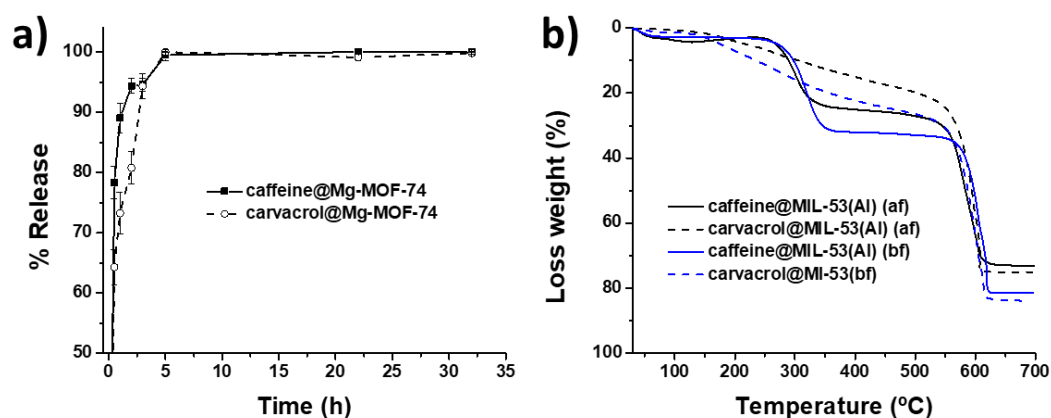 a)
% Release
100
90
80
70
60
50
caffeine@Mg-MOF-74
carvacrol@Mg-MOF-74
0 5 10 15 20 25 30 35
Time (h)
b)
Loss weight (%)
0
20
40
60
80
100
caffeine@MIL-53(Al) (af)
carvacrol@MIL-53(Al) (af)
caffeine@MIL-53(Al) (bf)
carvacrol@MI-53(bf)
100 200 300 400 500 600 700
Temperature (ºC)